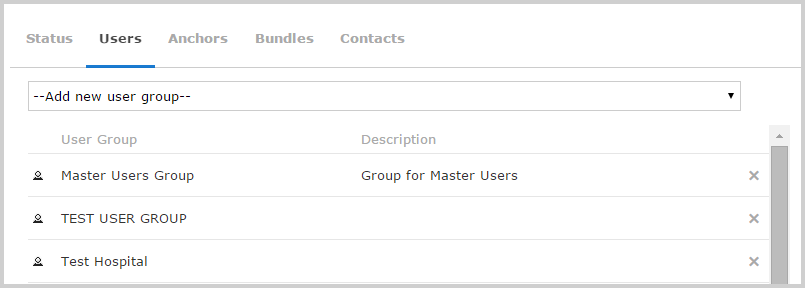 Status Users Anchors Bundles Contacts
--Add new user group--
User Group Description
Master Users Group Group for Master Users
TEST USER GROUP
Test Hospital